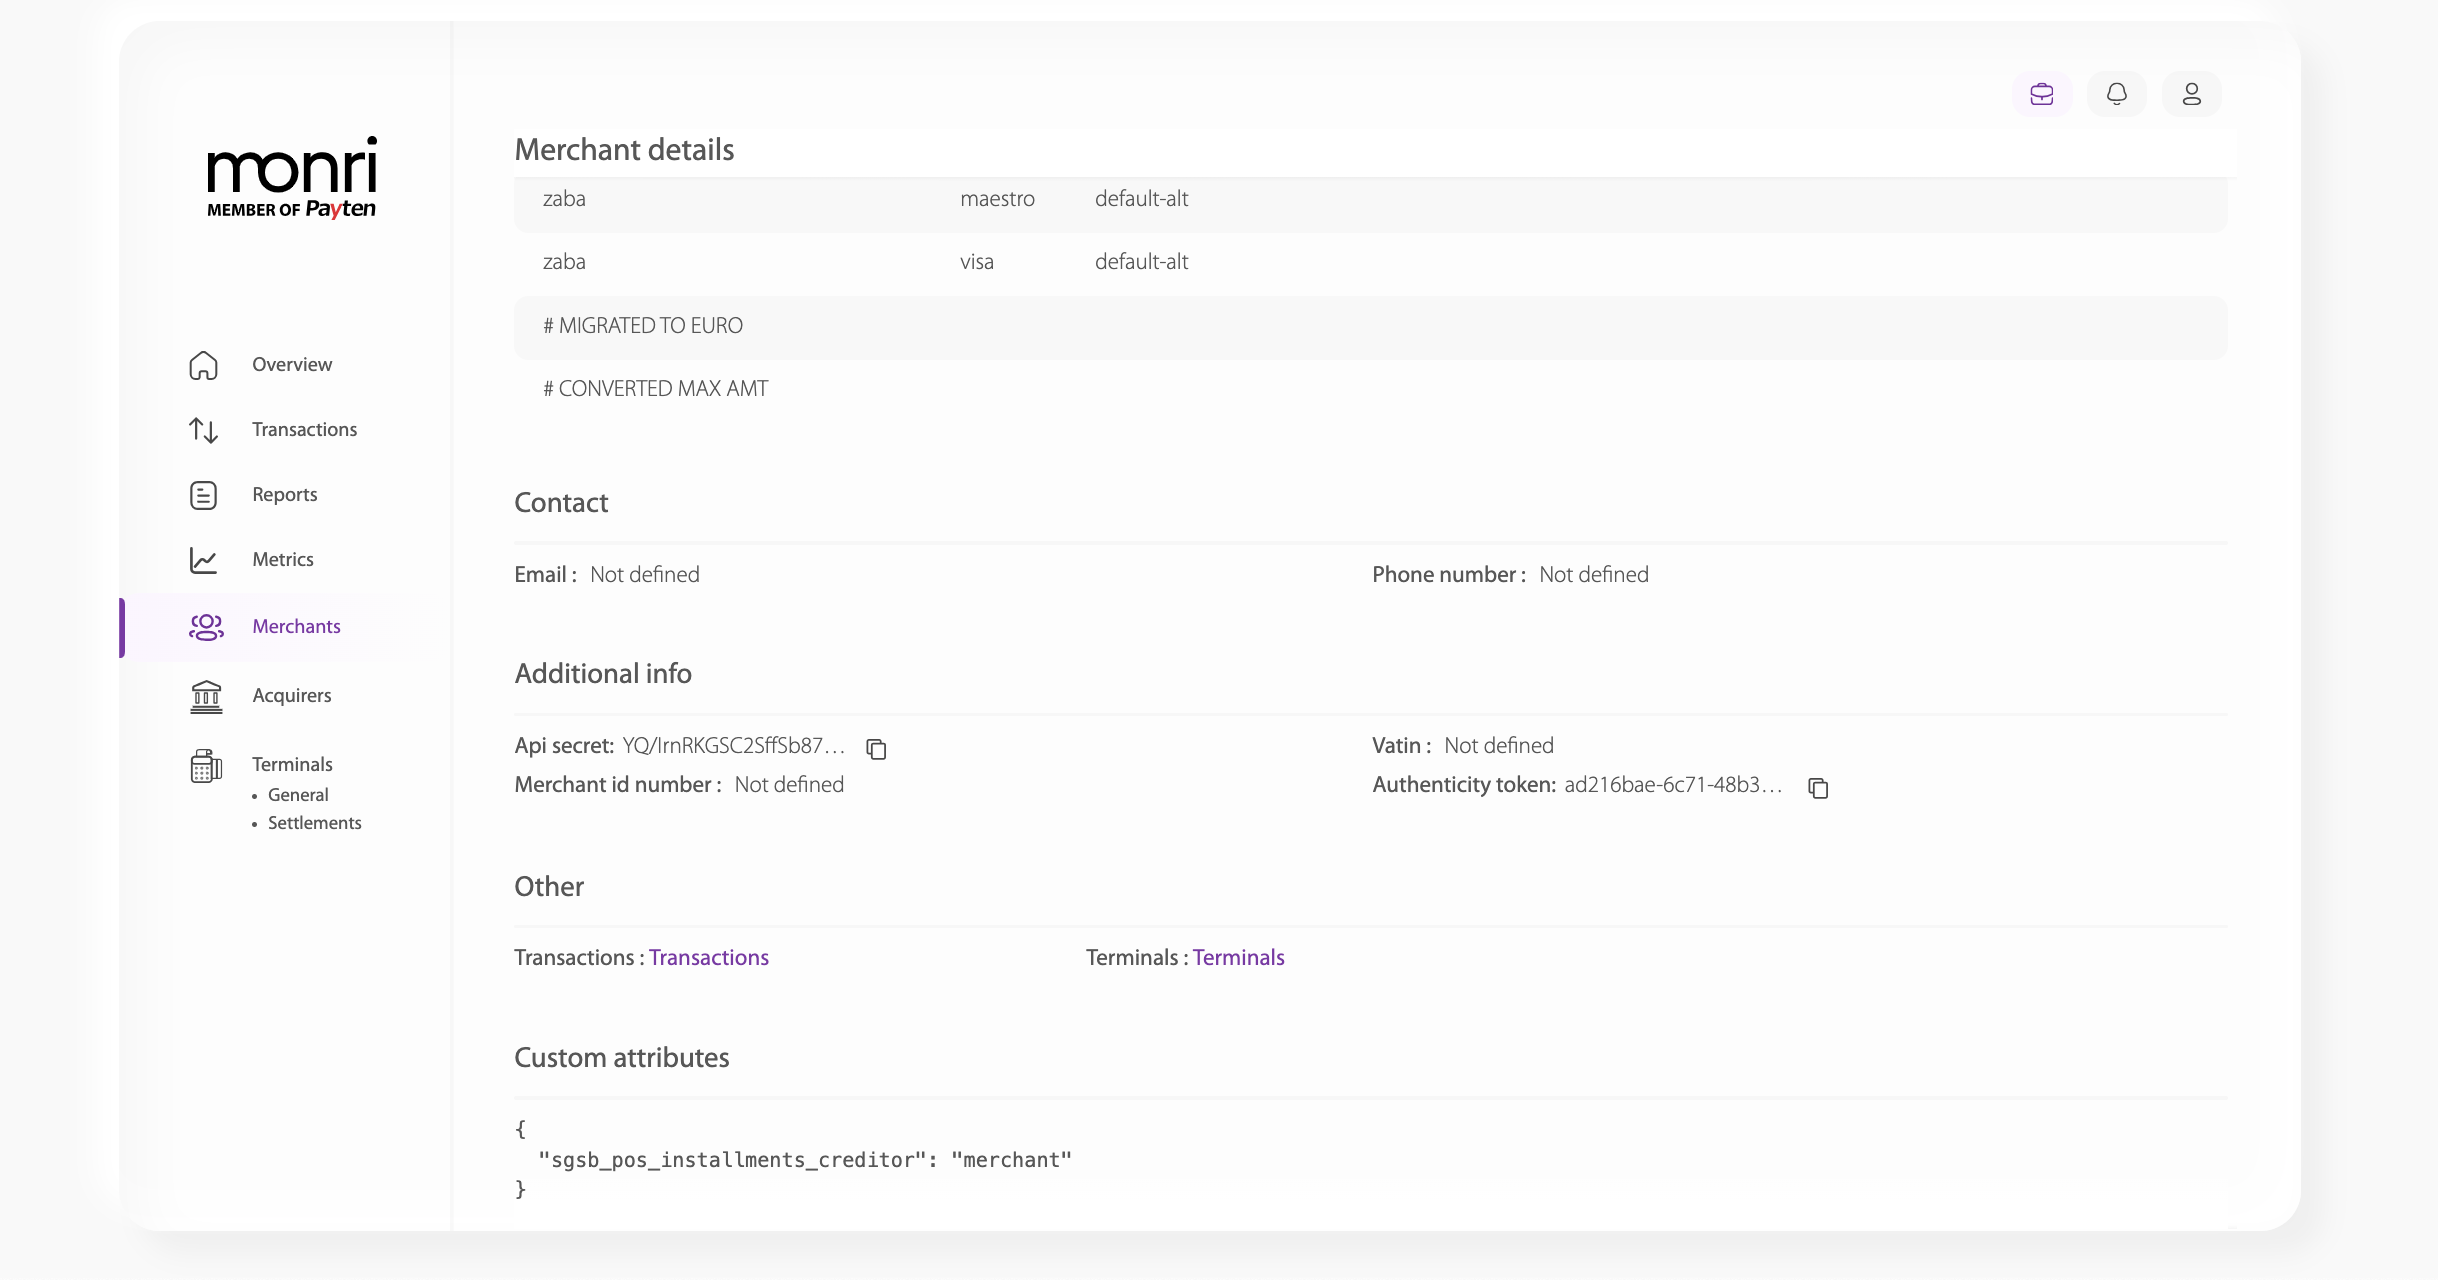 monri
MEMBER OF Payten
Overview
Transactions
Reports
Metrics
Merchants
Acquirers
Terminals
• General
• Settlements
Merchant details
zaba maestro default-alt
zaba visa default-alt
# MIGRATED TO EURO
# CONVERTED MAX AMT
Contact
Email : Not defined
Phone number : Not defined
Additional info
Api secret: YQ/IrnRKGSC2SffSb87...
Vatin : Not defined
Merchant id number : Not defined
Authenticity token: ad216bae-6c71-48b3...
Other
Transactions : Transactions
Terminals : Terminals
Custom attributes
{
"sgsb_pos_installments_creditor": "merchant"
}